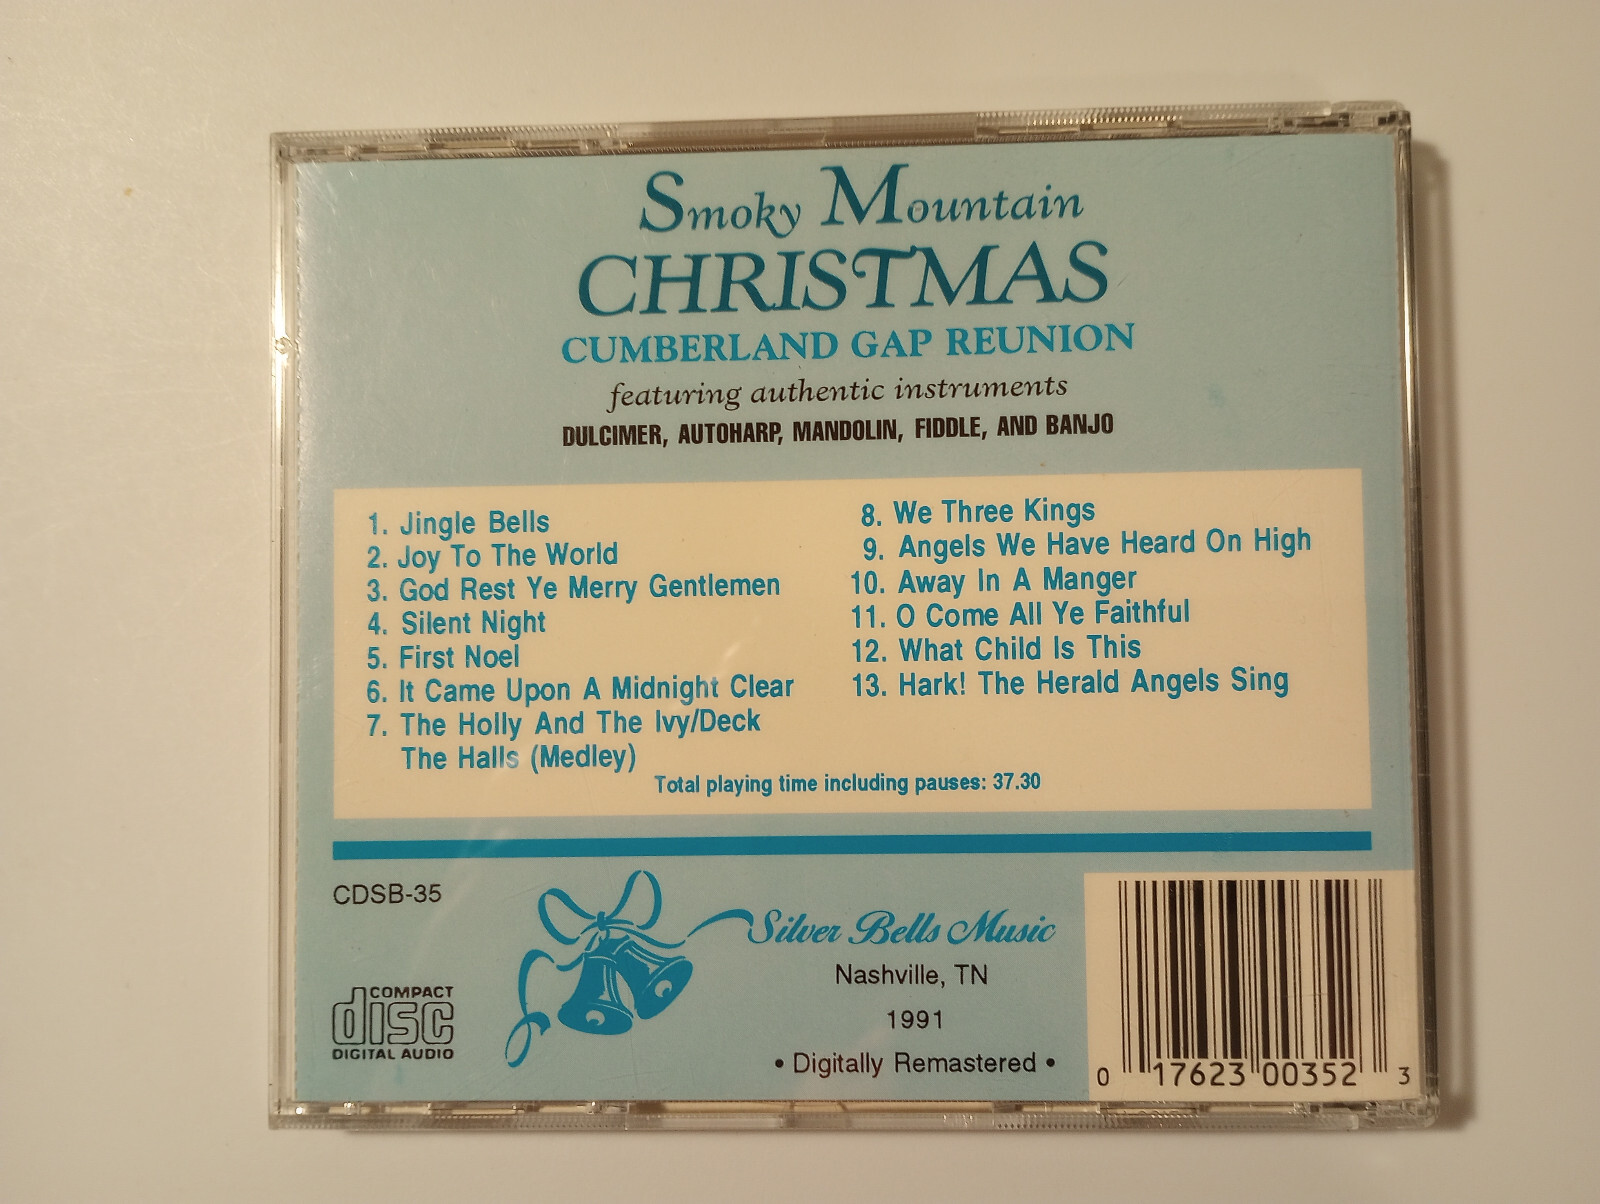 Smoky Mountain
CHRISTMAS
CUMBERLAND GAP REUNION
featuring authentic instruments
DULCIMER, AUTOHARP, MANDOLIN, FIDDLE, AND BANJO
1. Jingle Bells
2. Joy To The World
3. God Rest Ye Merry Gentlemen
4. Silent Night
5. First Noel
6. It Came Upon A Midnight Clear
7. The Holly And The Ivy/Deck
The Halls (Medley)
8. We Three Kings
9. Angels We Have Heard On High
10. Away In A Manger
11. O Come All Ye Faithful
12. What Child Is This
13. Hark! The Herald Angels Sing
Total playing time including pauses: 37.30
CDSB-35
COMPACT
disc
DIGITAL AUDIO
Silver Bells Music
Nashville, TN
1991
• Digitally Remastered •
0 17623 00352 3